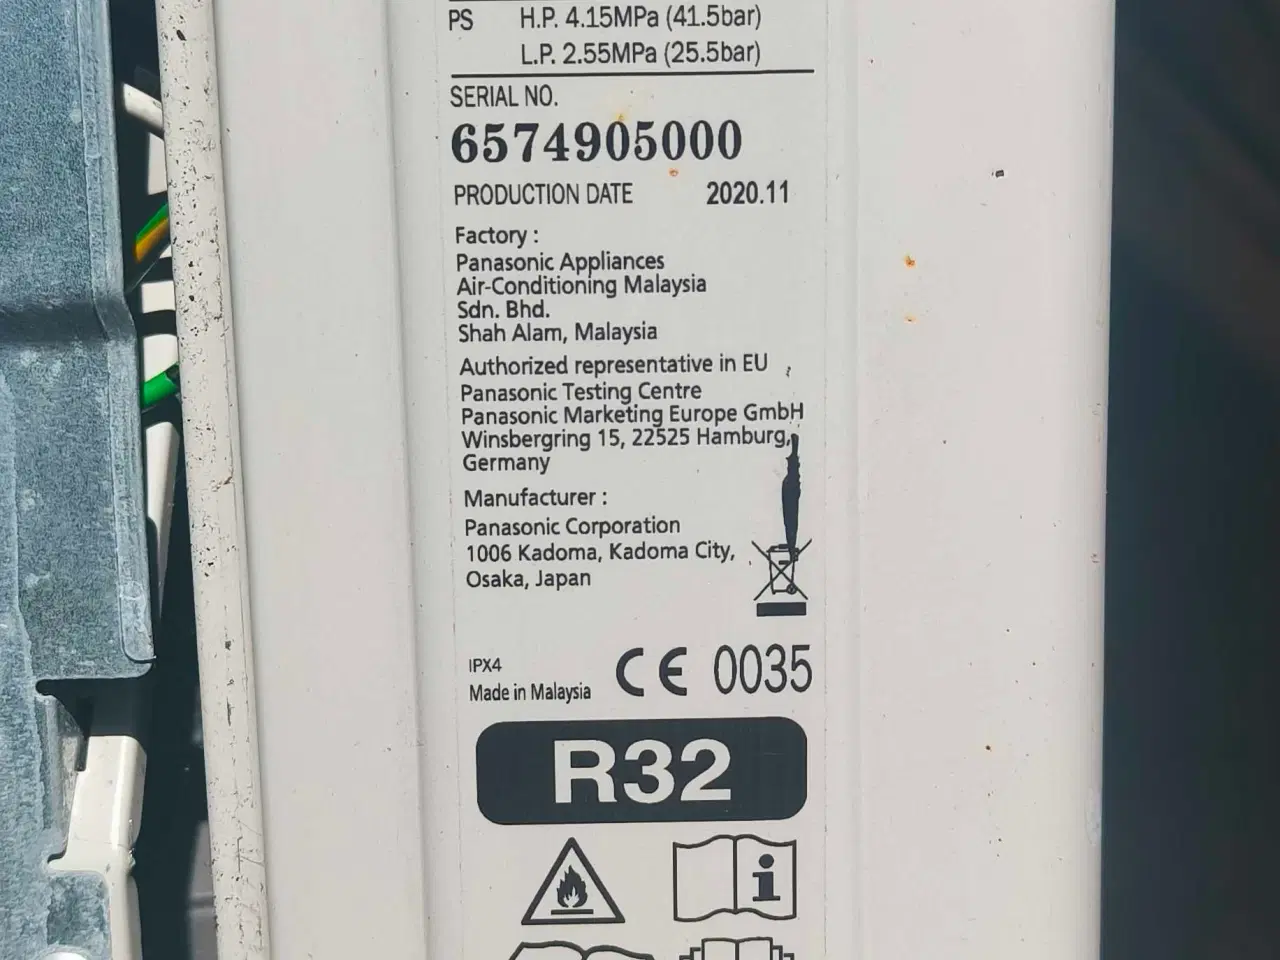 PS H.P. 4.15MPa (41.5bar)
L.P. 2.55MPa (25.5bar)
SERIAL NO.
6574905000
PRODUCTION DATE 2020.11
Factory :
Panasonic Appliances
Air-Conditioning Malaysia
Sdn. Bhd.
Shah Alam, Malaysia
Authorized representative in EU
Panasonic Testing Centre
Panasonic Marketing Europe GmbH
Winsbergring 15, 22525 Hamburg,
Germany
Manufacturer :
Panasonic Corporation
1006 Kadoma, Kadoma City,
Osaka, Japan
IPX4
Made in Malaysia
CE 0035
R32
i